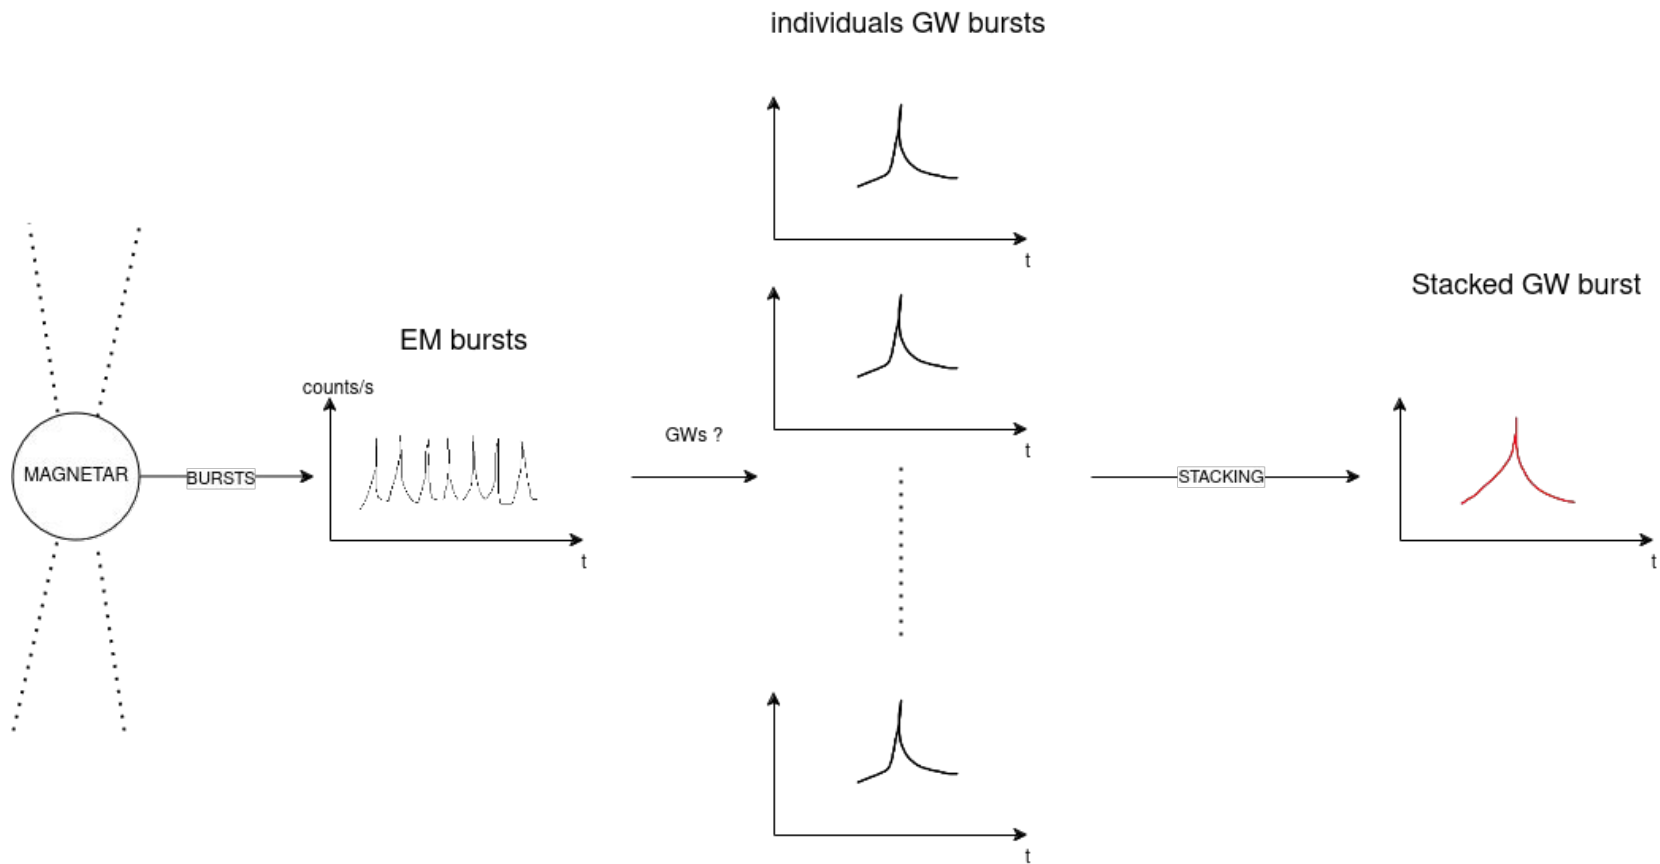 individuals GW bursts
t
t
Stacked GW burst
EM bursts
counts/s
GWs ?
MAGNETAR
BURSTS
STACKING
t
t
t